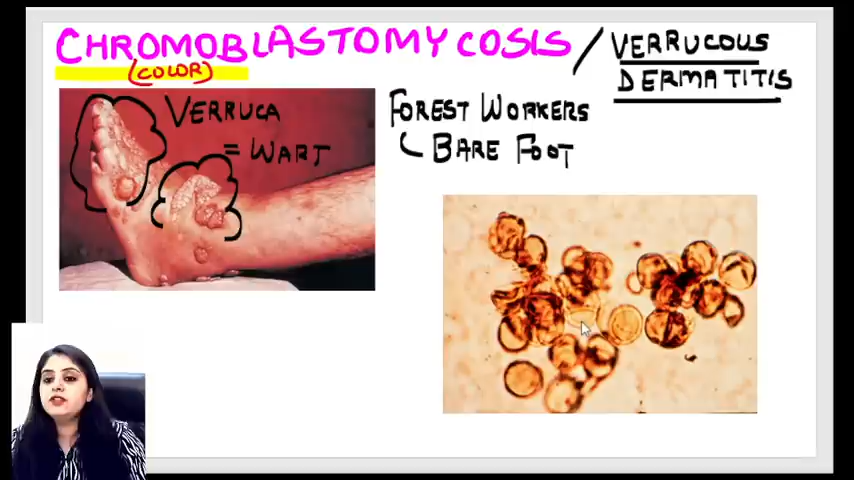 CHROMOBLASTOMYCOSIS / VERRUCOUS
DERMATITIS
(COLOR)
VERRUCA
= WART
FOREST WORKERS
BARE FOOT